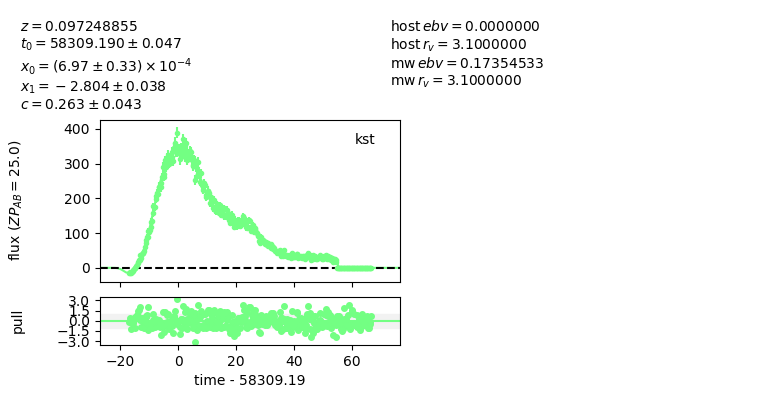 z = 0.097248855
t₀ = 58309.190 ± 0.047
x₀ = (6.97 ± 0.33) × 10⁻⁴
x₁ = −2.804 ± 0.038
c = 0.263 ± 0.043
host ebv = 0.0000000
host r_v = 3.1000000
mw ebv = 0.17354533
mw r_v = 3.1000000
flux (ZP_AB = 25.0)
400
300
200
100
0
kst
pull
3.0
1.5
0.0
−1.5
−3.0
−20 0 20 40 60
time - 58309.19